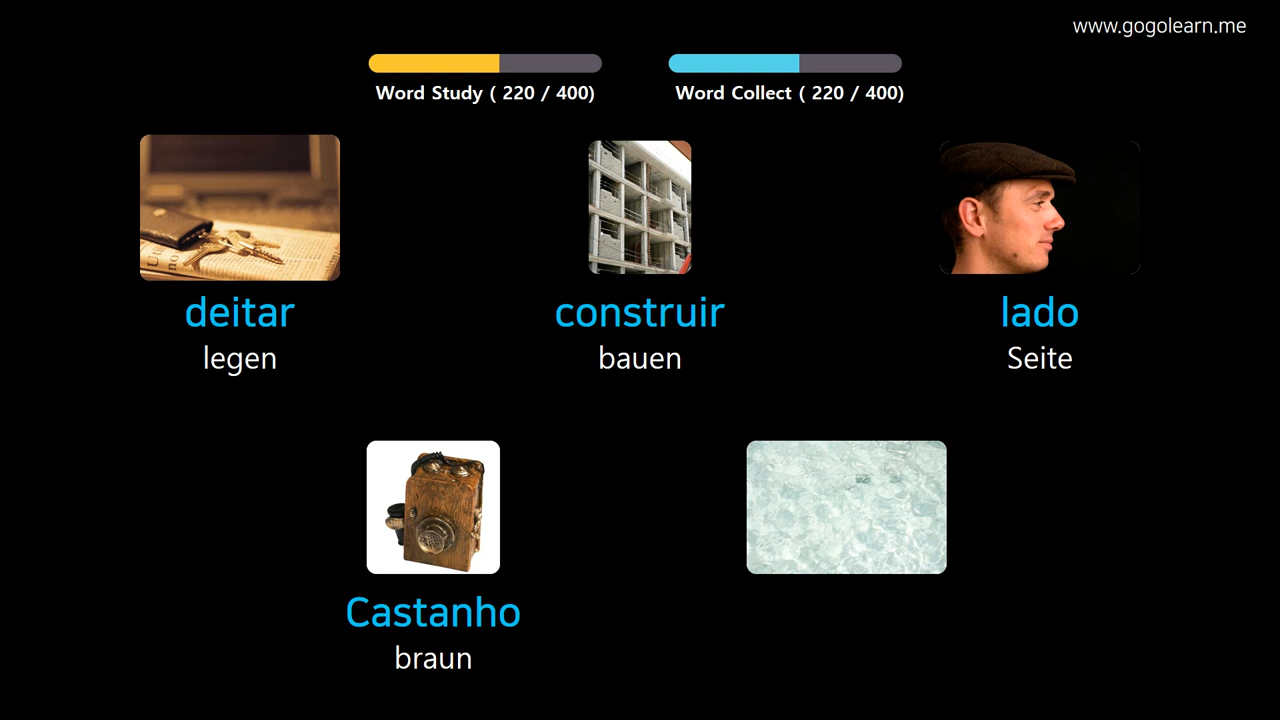 www.gogolearn.me
Word Study ( 220 / 400)
Word Collect ( 220 / 400)
deitar
legen
construir
bauen
lado
Seite
Castanho
braun